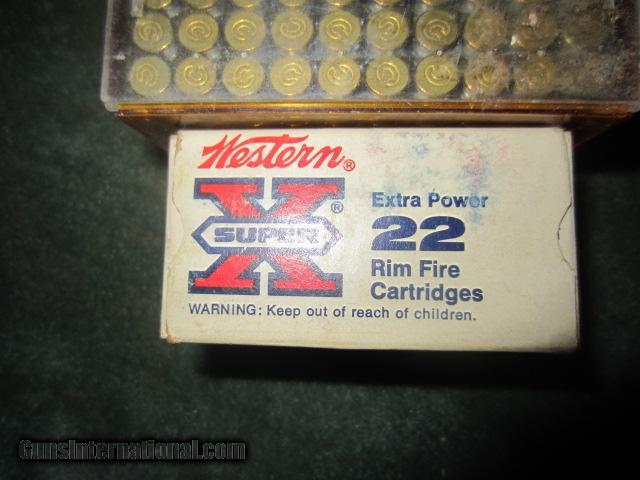 C C C C C C C C
C C C C C C C C C
Western®
X®
SUPER
Extra Power
22
Rim Fire
Cartridges
WARNING: Keep out of reach of children.
GunsInternational.com